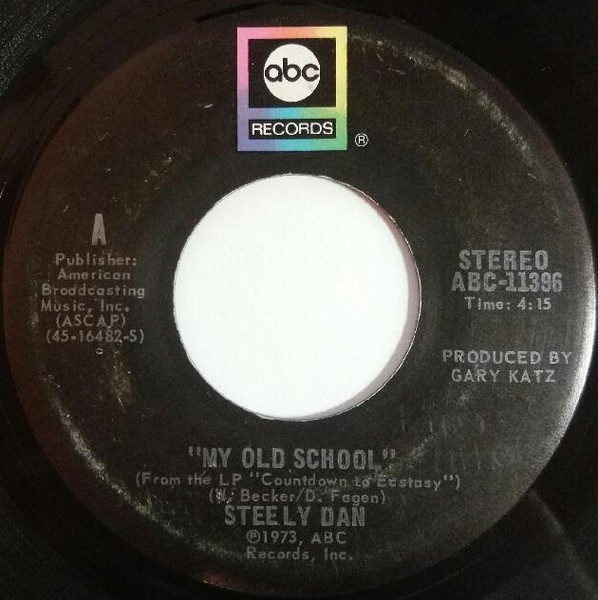 abc
RECORDS
®
A
Publisher:
American
Broadcasting
Music, Inc.
(ASCAP)
(45-16482-S)
STEREO
ABC-11396
Time: 4:15
PRODUCED BY
GARY KATZ
"MY OLD SCHOOL"
(From the LP "Countdown to Ecstasy")
(W. Becker/D. Fagen)
STEELY DAN
℗1973, ABC
Records, Inc.